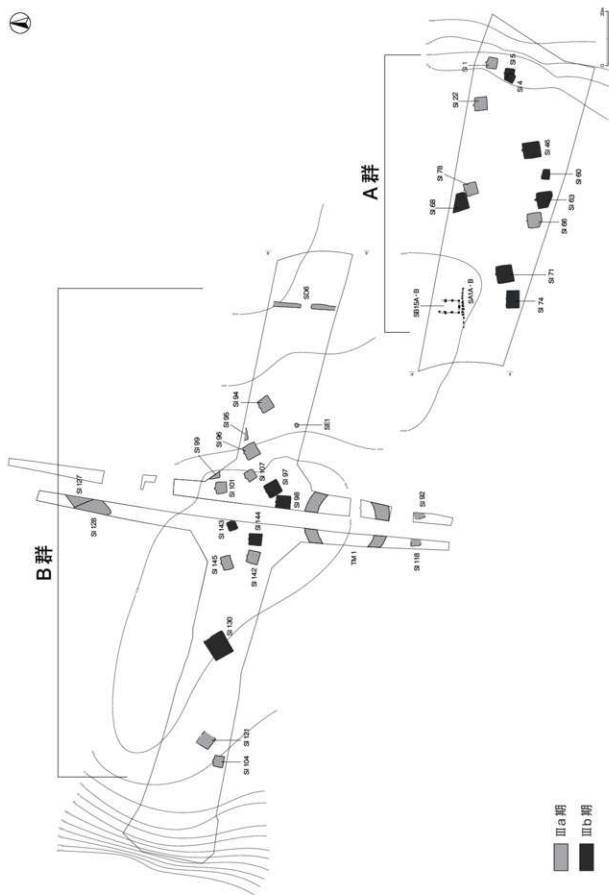 A群
SI 1
SI 5
SI 4
SI 22
SI 78
SI 68
SI 46
SI 60
SI 63
SI 66
SI 71
SI 74
SB15A・B
SA1A・B
B群
SD6
SI 94
SI 95
SI 96
SE1
SI 99
SI 101
SI 107
SI 97
SI 98
SI 127
SI 128
SI 143
SI 144
SI 145
SI 142
TM 1
SI 92
SI 118
SI 130
SI 121
SI 104
Ⅲa期
Ⅲb期